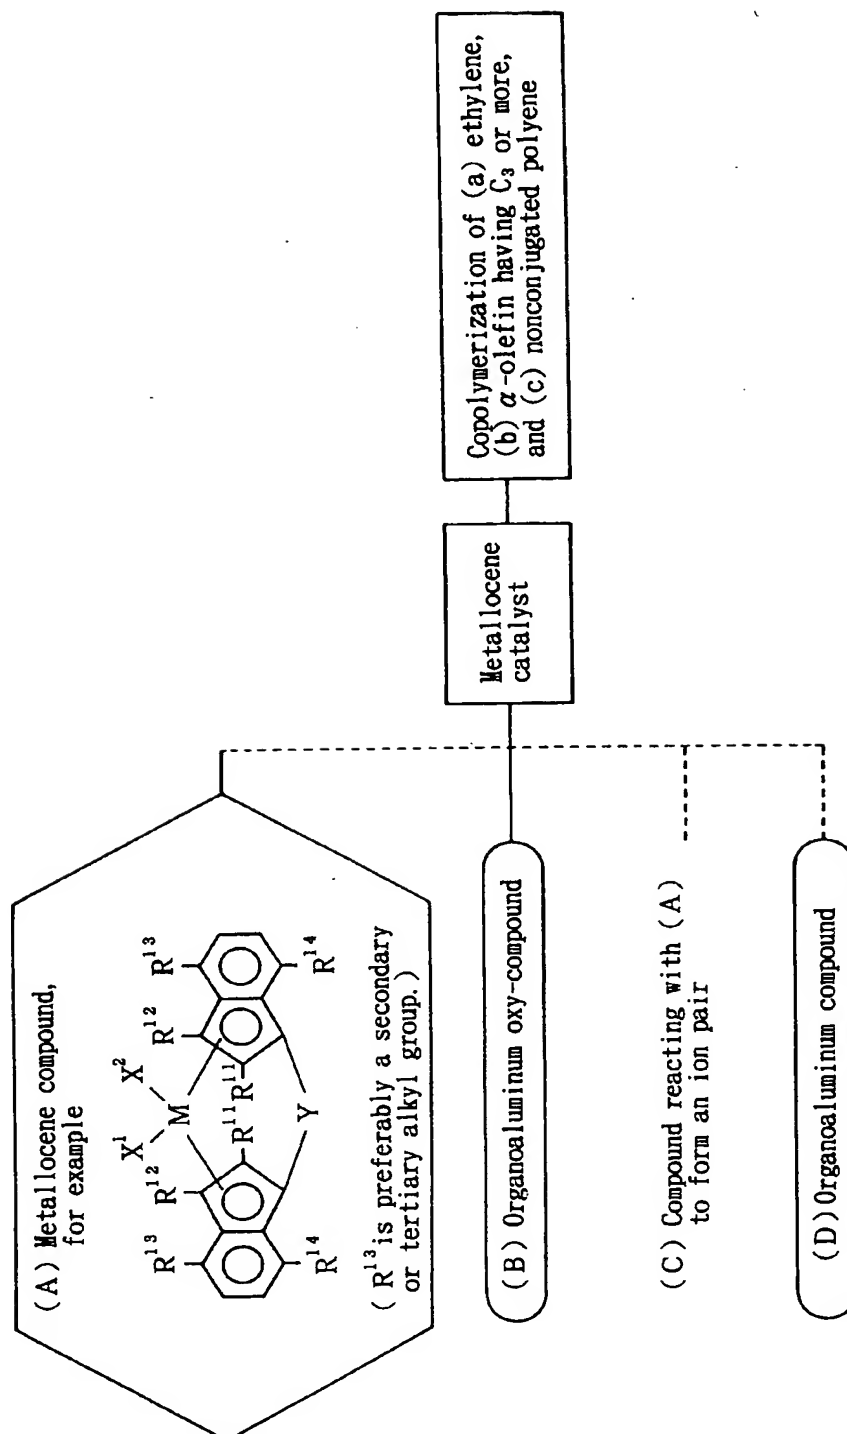 (A) Metallocene compound,
for example
X¹ X²
M
R¹³ R¹² R¹² R¹³
R¹¹ R¹¹
R¹⁴ Y R¹⁴
(R¹³ is preferably a secondary
or tertiary alkyl group.)
(B) Organoaluminum oxy-compound
(C) Compound reacting with (A)
to form an ion pair
(D) Organoaluminum compound
Metallocene
catalyst
Copolymerization of (a) ethylene,
(b) α-olefin having C₃ or more,
and (c) nonconjugated polyene